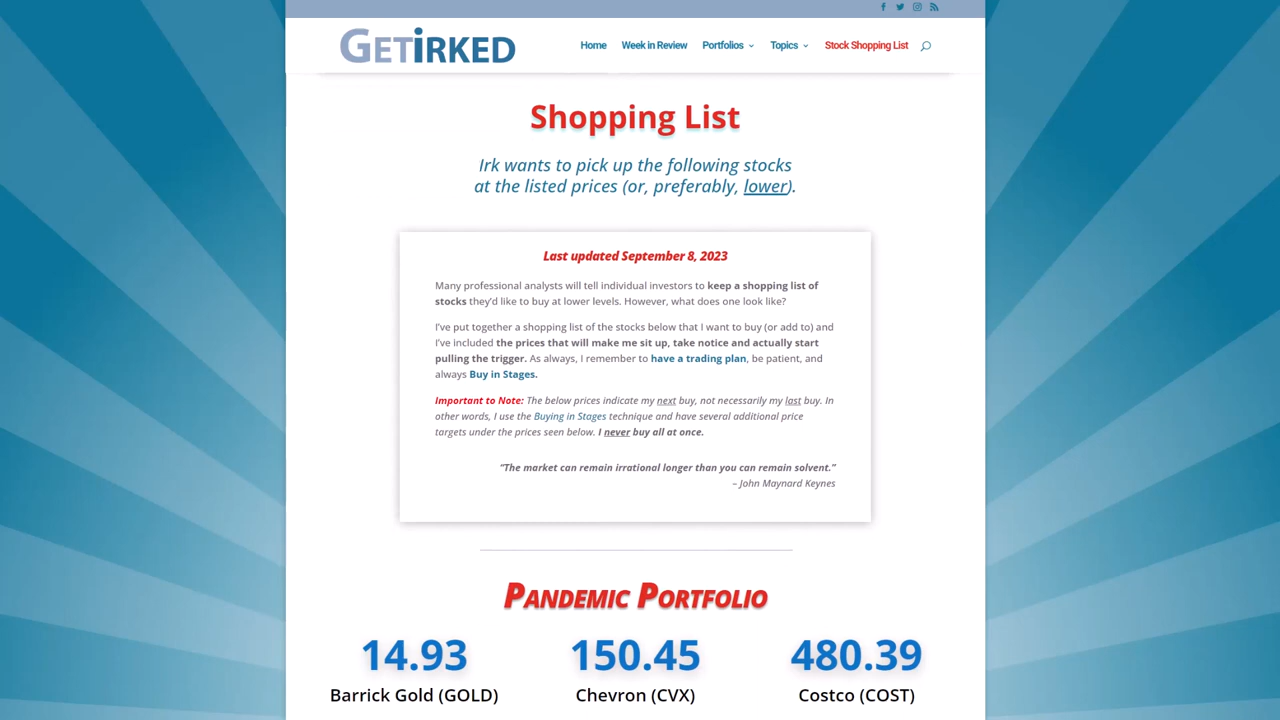 GETiRKED
Home Week in Review Portfolios Topics Stock Shopping List
Shopping List
Irk wants to pick up the following stocks
at the listed prices (or, preferably, lower).
Last updated September 8, 2023
Many professional analysts will tell individual investors to keep a shopping list of
stocks they'd like to buy at lower levels. However, what does one look like?
I've put together a shopping list of the stocks below that I want to buy (or add to) and
I've included the prices that will make me sit up, take notice and actually start
pulling the trigger. As always, I remember to have a trading plan, be patient, and
always Buy in Stages.
Important to Note: The below prices indicate my next buy, not necessarily my last buy. In
other words, I use the Buying in Stages technique and have several additional price
targets under the prices seen below. I never buy all at once.
"The market can remain irrational longer than you can remain solvent."
– John Maynard Keynes
Pandemic Portfolio
14.93 150.45 480.39
Barrick Gold (GOLD) Chevron (CVX) Costco (COST)